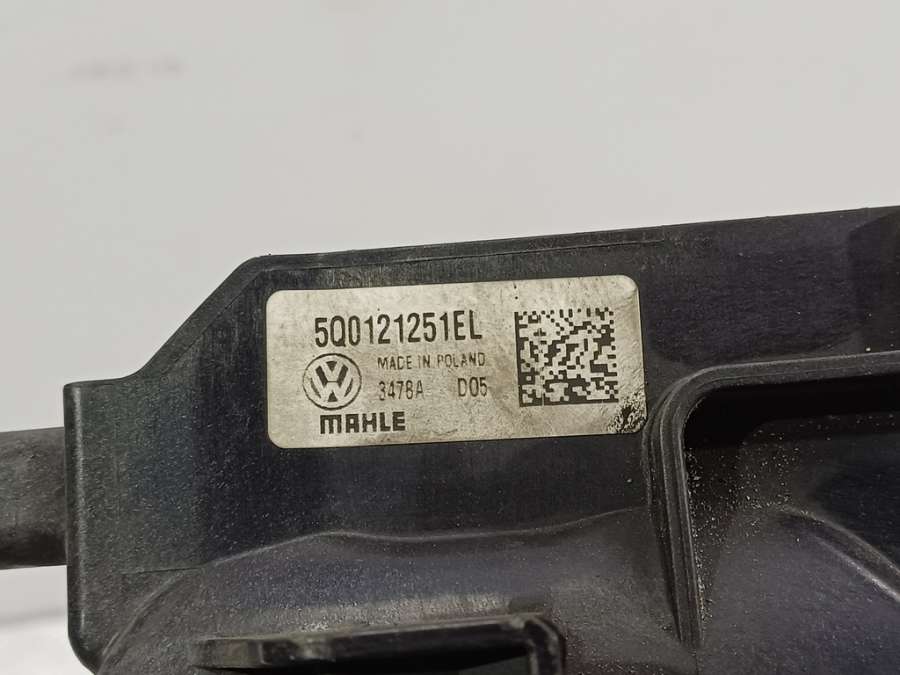 5Q0121251EL
MADE IN POLAND
3478A D05
MAHLE